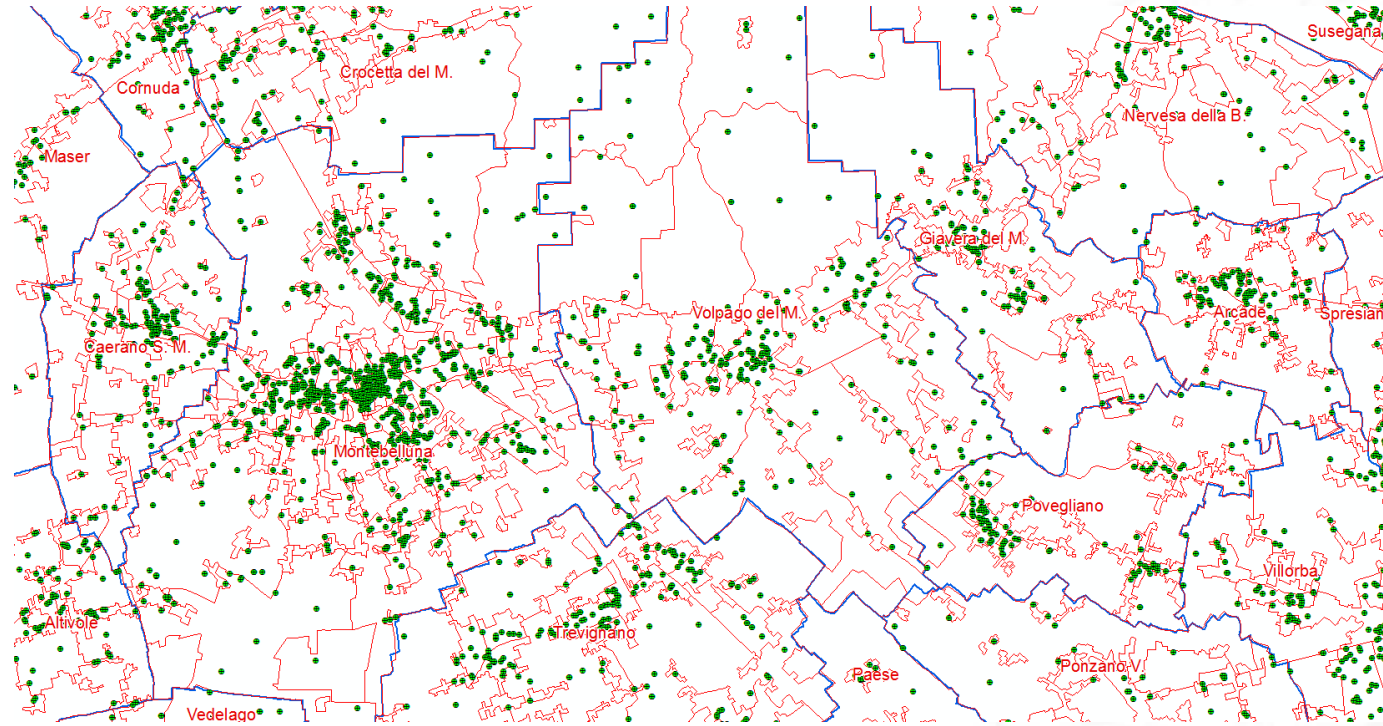 Susegana
Crocetta del M.
Cornuda
Nervesa della B.
Maser
Giavera del M.
Volpago del M.
Arcade
Spresian
Caerano S. M.
Montebelluna
Povegliano
Villorba
Altivole
Trevignano
Ponzano V.
Paese
Vedelago